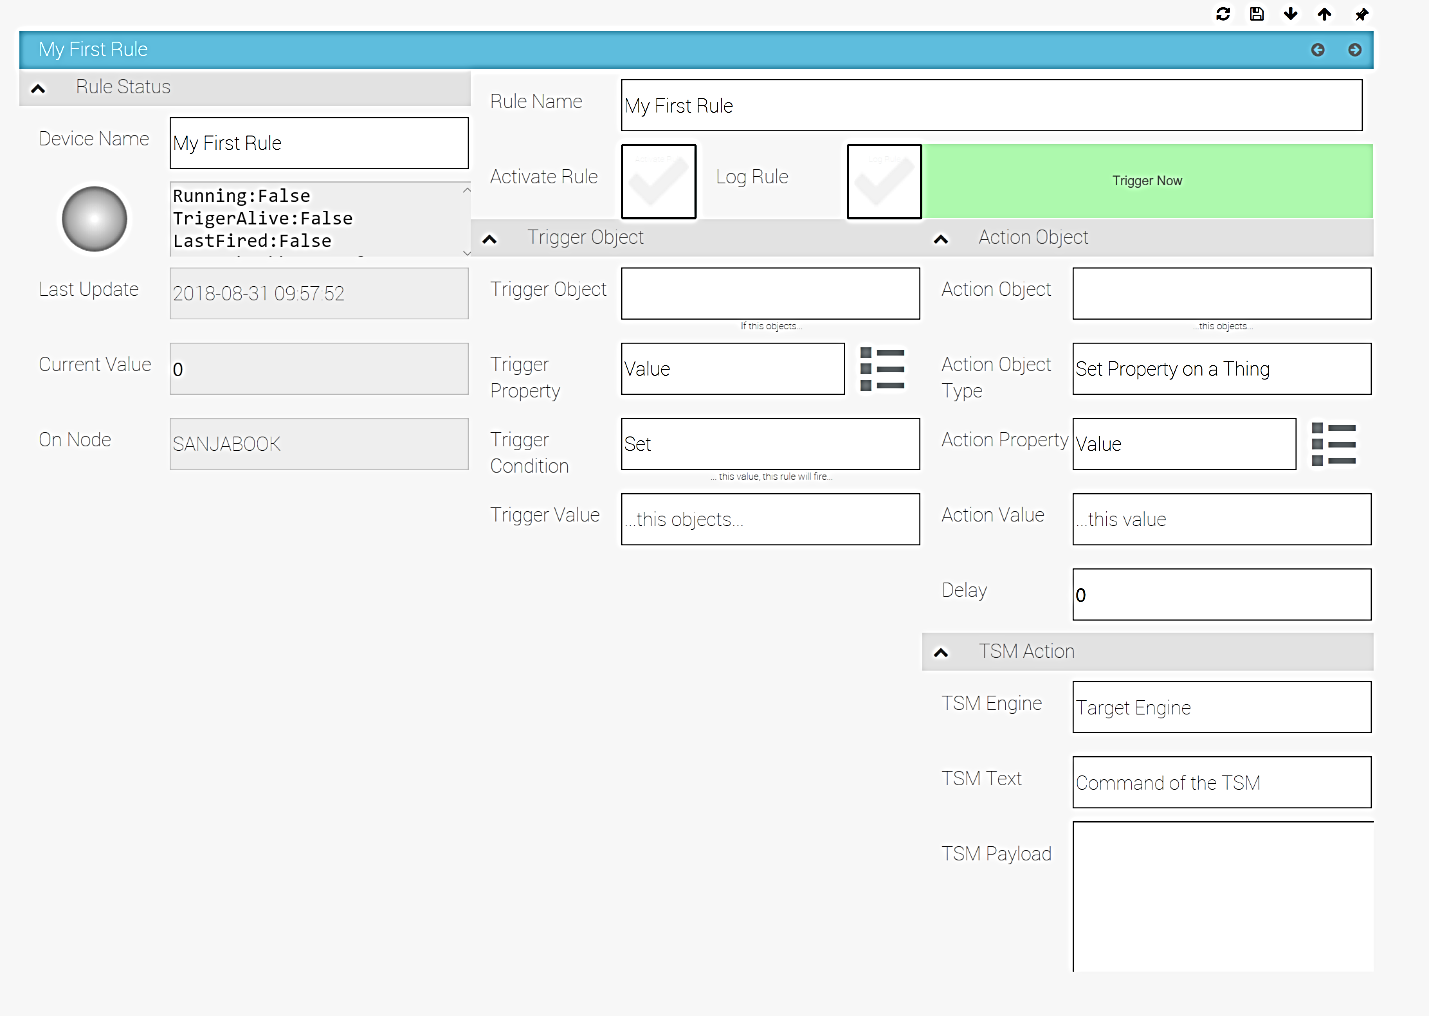 My First Rule
Rule Status
Device Name
My First Rule
Running:False
TrigerAlive:False
LastFired:False
Last Update
2018-08-31 09:57:52
Current Value
0
On Node
SANJABOOK
Rule Name
My First Rule
Activate Rule
Log Rule
Trigger Now
Trigger Object
Trigger Object
If this objects...
Trigger
Property
Value
Trigger
Condition
Set
... this value, this rule will fire...
Trigger Value
...this objects...
Action Object
Action Object
...this objects...
Action Object
Type
Set Property on a Thing
Action Property
Value
Action Value
...this value
Delay
0
TSM Action
TSM Engine
Target Engine
TSM Text
Command of the TSM
TSM Payload